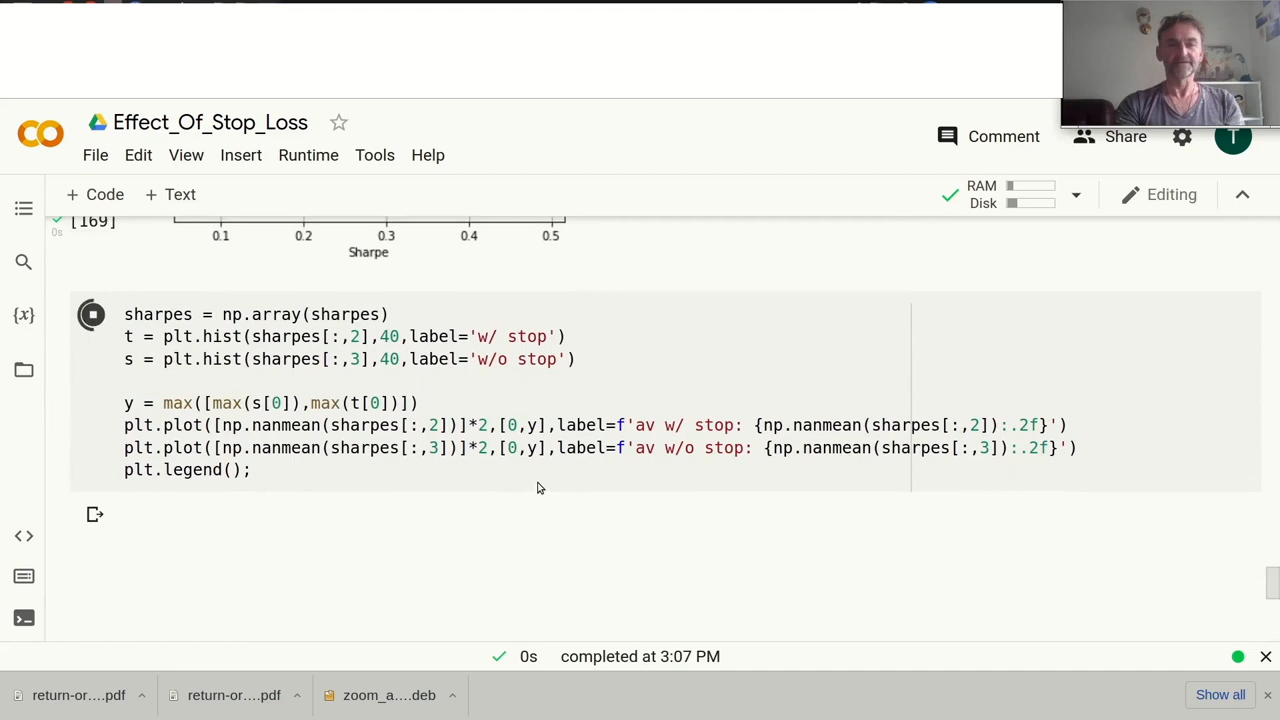 Effect_Of_Stop_Loss
Comment
Share
T
File Edit View Insert Runtime Tools Help
+ Code + Text
RAM
Disk
Editing
[169]
0s
0.1 0.2 0.3 0.4 0.5
Sharpe
{x}
sharpes = np.array(sharpes)
t = plt.hist(sharpes[:,2],40,label='w/ stop')
s = plt.hist(sharpes[:,3],40,label='w/o stop')
y = max([max(s[0]),max(t[0])])
plt.plot([np.nanmean(sharpes[:,2])]*2,[0,y],label=f'av w/ stop: {np.nanmean(sharpes[:,2]):.2f}')
plt.plot([np.nanmean(sharpes[:,3])]*2,[0,y],label=f'av w/o stop: {np.nanmean(sharpes[:,3]):.2f}')
plt.legend();
0s completed at 3:07 PM
return-or....pdf
return-or....pdf
zoom_a....deb
Show all